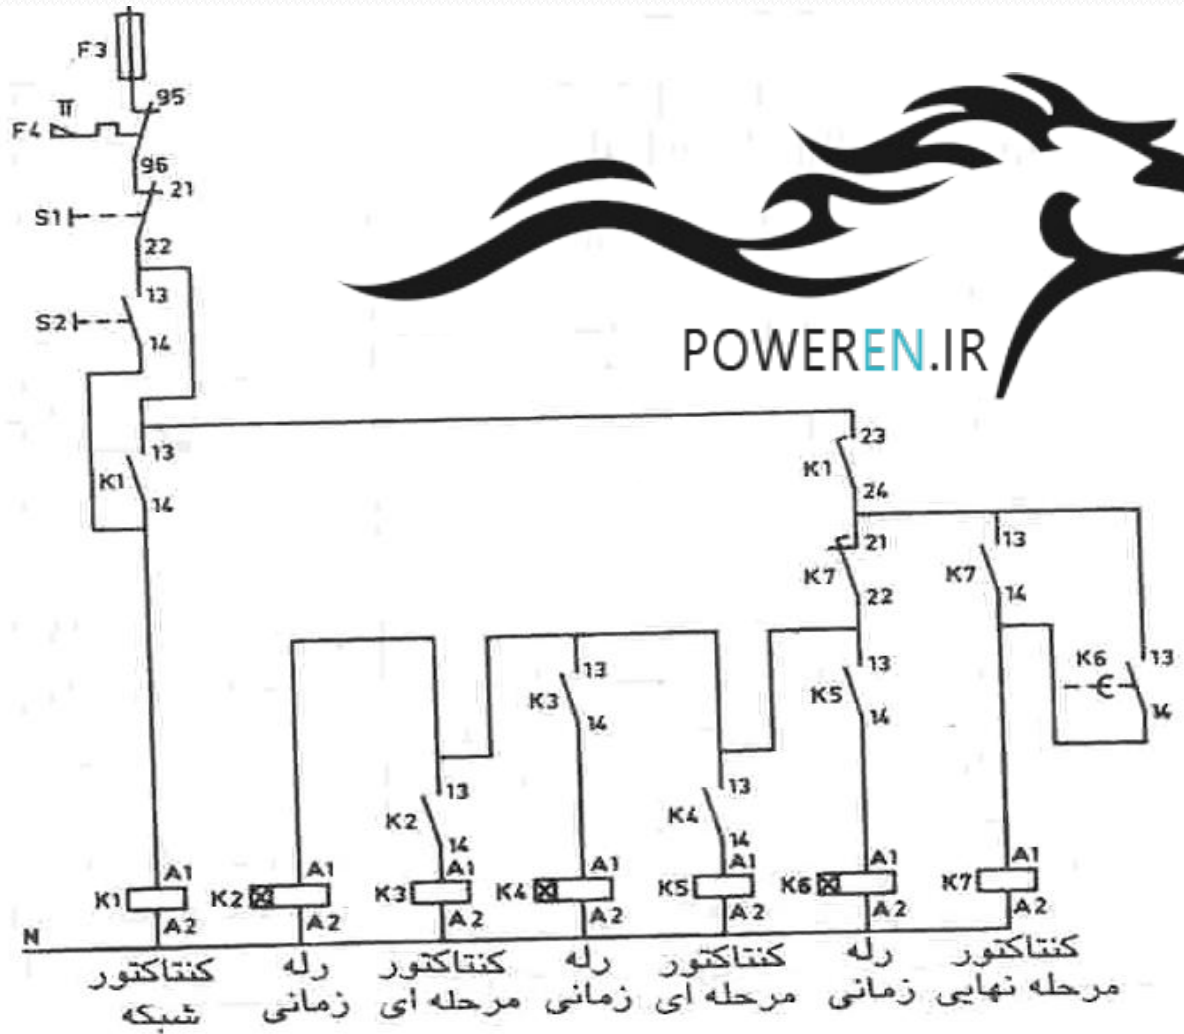 F3
95
F4
96
21
S1
22
13
S2
14
POWEREN.IR
13
K1
14
23
K1
24
21
K7
22
13
K7
14
13
K3
14
13
K5
14
K6
13
14
13
K2
14
13
K4
14
A1
K1
A2
A1
K2
A2
A1
K3
A2
A1
K4
A2
A1
K5
A2
A1
K6
A2
A1
K7
A2
N
کنتاکتور شبکه
رله زمانی
کنتاکتور مرحله ای
رله زمانی
کنتاکتور مرحله ای
رله زمانی
کنتاکتور مرحله نهایی